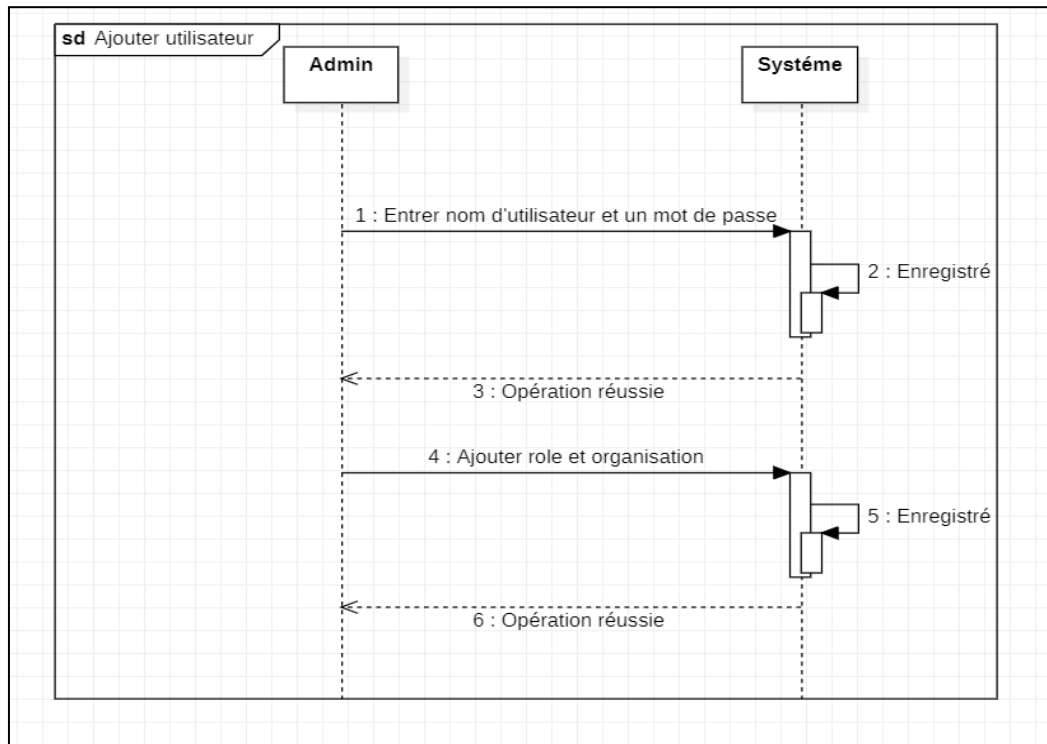 sd Ajouter utilisateur
Admin
Systéme
1 : Entrer nom d'utilisateur et un mot de passe
2 : Enregistré
3 : Opération réussie
4 : Ajouter role et organisation
5 : Enregistré
6 : Opération réussie